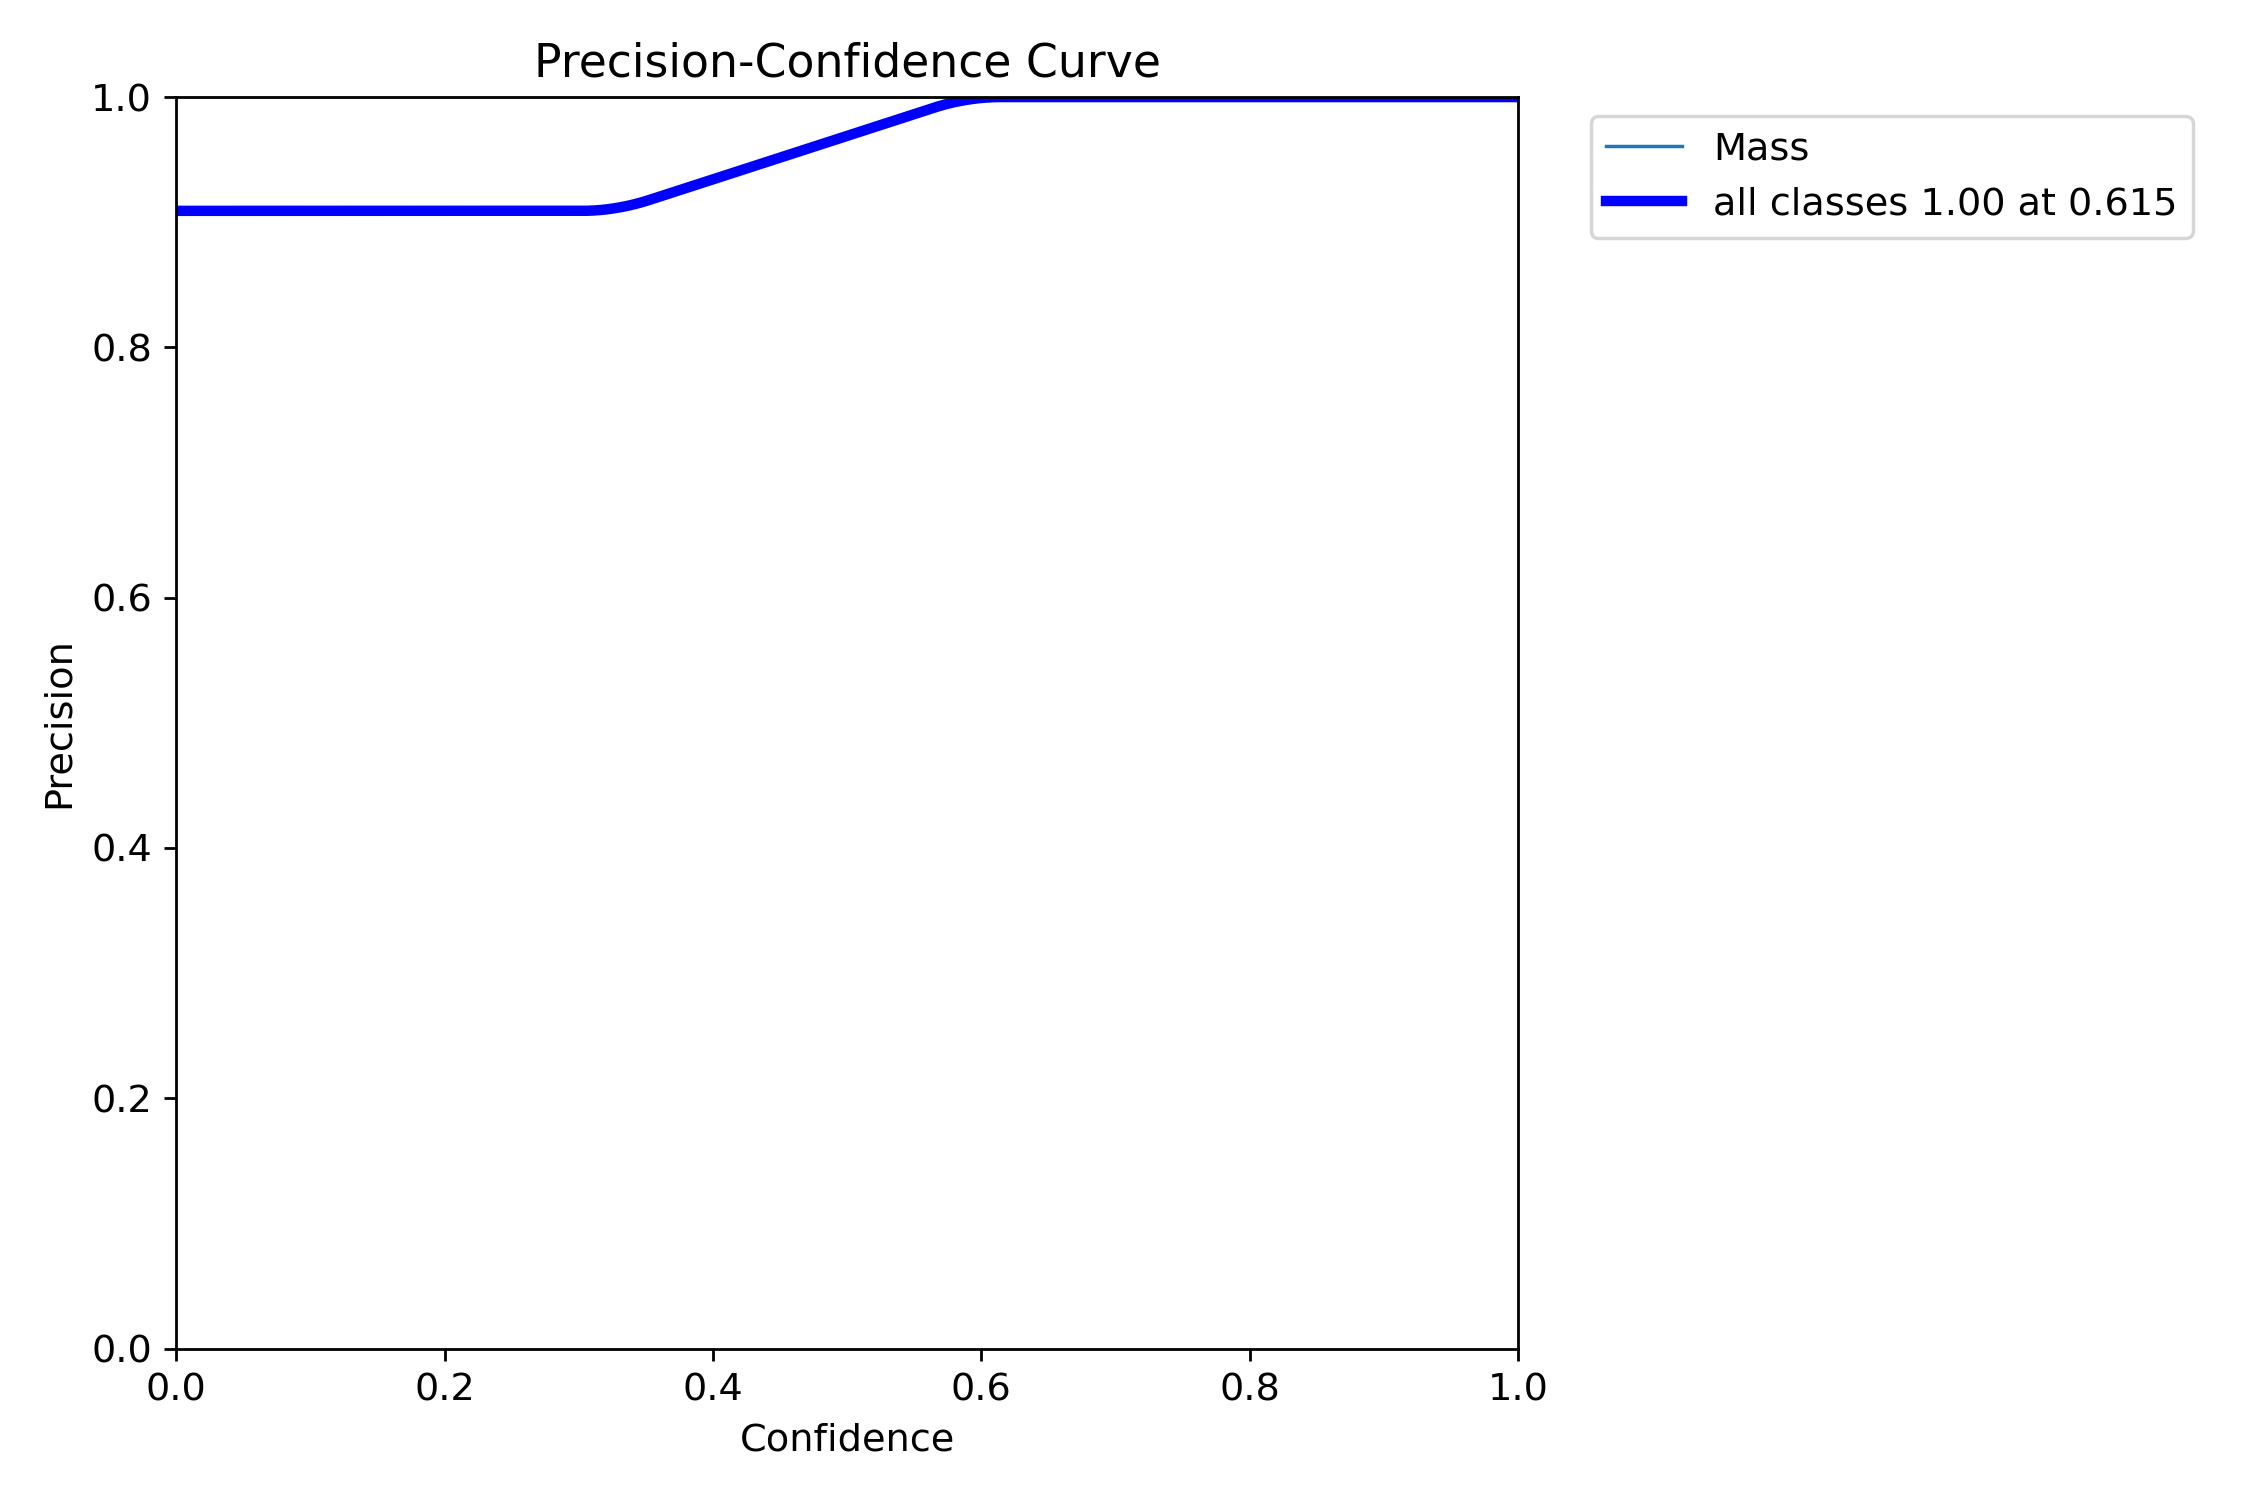 Precision-Confidence Curve
1.0
0.8
0.6
0.4
0.2
0.0
Precision
0.0 0.2 0.4 0.6 0.8 1.0
Confidence
Mass
all classes 1.00 at 0.615